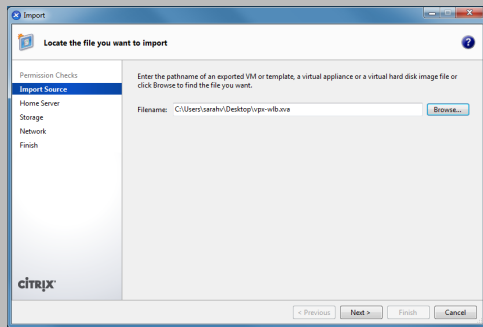 Import
Locate the file you want to import
Permission Checks
Import Source
Home Server
Storage
Network
Finish
Enter the pathname of an exported VM or template, a virtual appliance or a virtual hard disk image file or
click Browse to find the file you want.
Filename: C:\Users\sarahv\Desktop\vpx-wlb.xva Browse...
CITRIX
< Previous Next > Finish Cancel